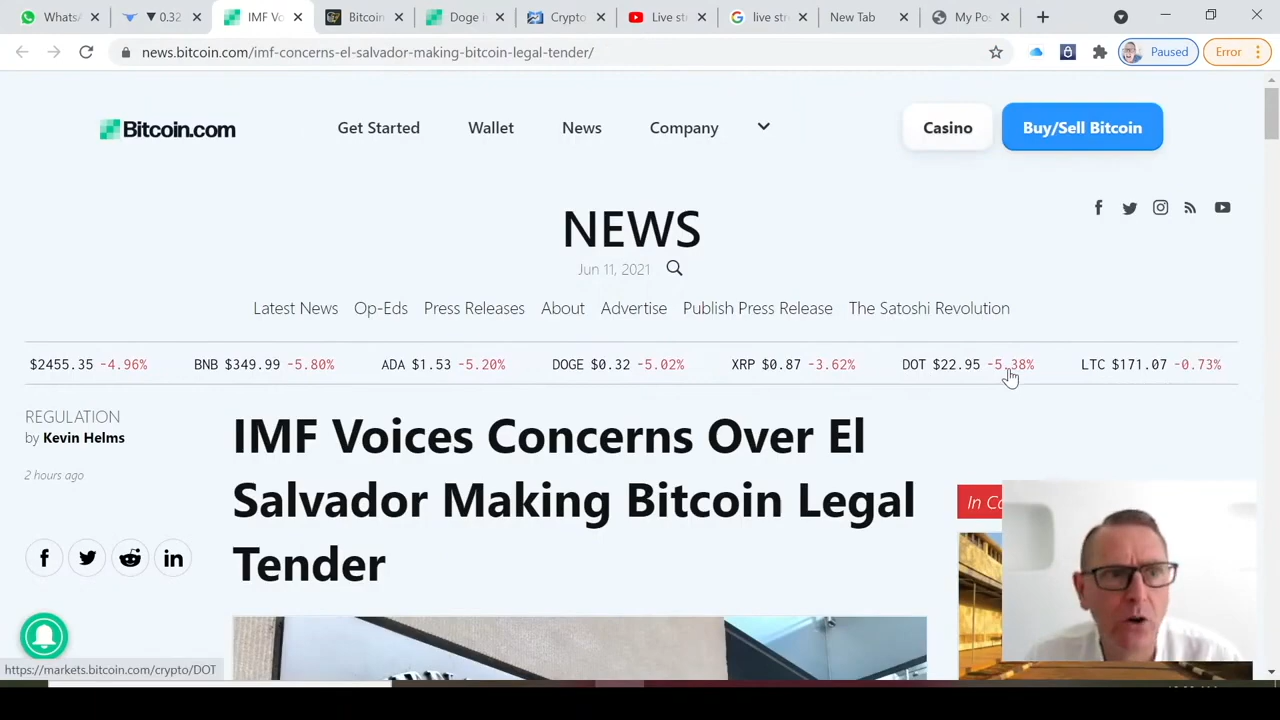 WhatsA
▼ 0.32
IMF Vo
Bitcoin
Doge i
Crypto
Live st
live str
New Tab
My Pos
news.bitcoin.com/imf-concerns-el-salvador-making-bitcoin-legal-tender/
Paused
Error
Bitcoin.com
Get Started
Wallet
News
Company
Casino
Buy/Sell Bitcoin
NEWS
Jun 11, 2021
Latest News
Op-Eds
Press Releases
About
Advertise
Publish Press Release
The Satoshi Revolution
$2455.35 -4.96%
BNB $349.99 -5.80%
ADA $1.53 -5.20%
DOGE $0.32 -5.02%
XRP $0.87 -3.62%
DOT $22.95 -5.38%
LTC $171.07 -0.73%
REGULATION
by Kevin Helms
2 hours ago
IMF Voices Concerns Over El
Salvador Making Bitcoin Legal
Tender
In Ca
https://markets.bitcoin.com/crypto/DOT